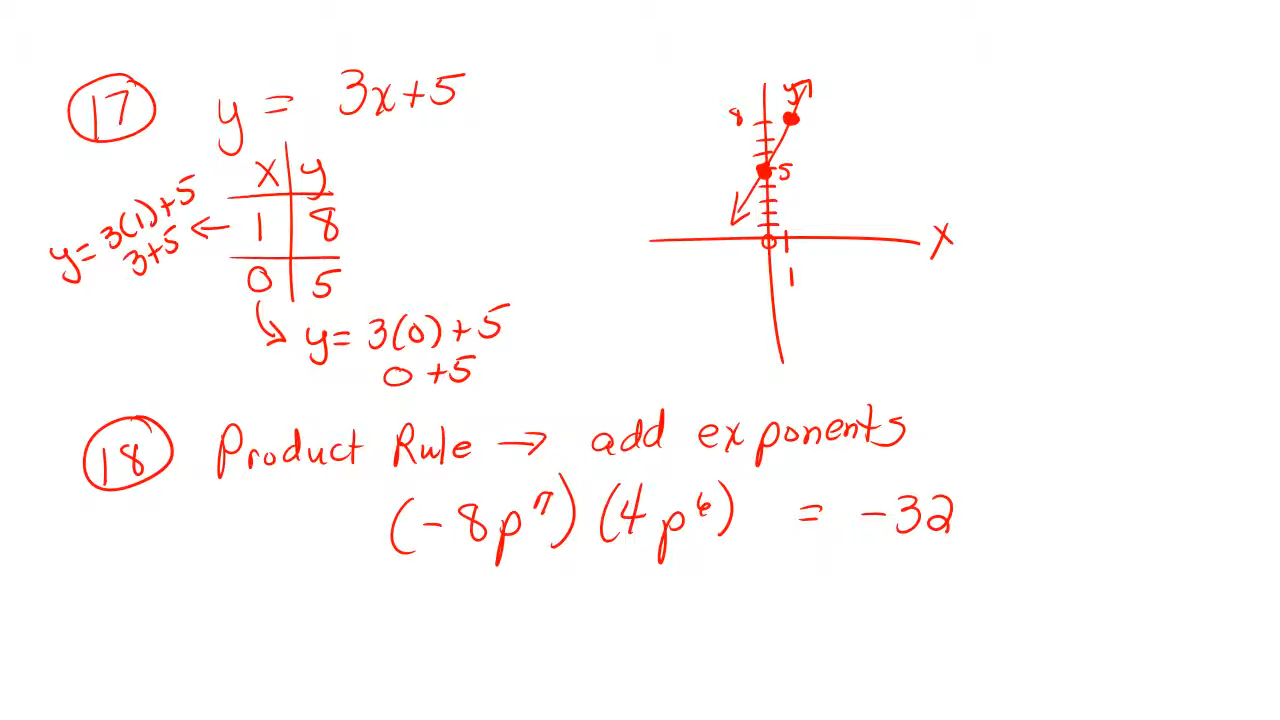 17 y = 3x+5
x y
1 8
y = 3(1)+5
3+5
0 5
y = 3(0)+5
0+5
y
8
5
x
1
18 Product Rule → add exponents
(-8p⁷)(4p⁶) = -32